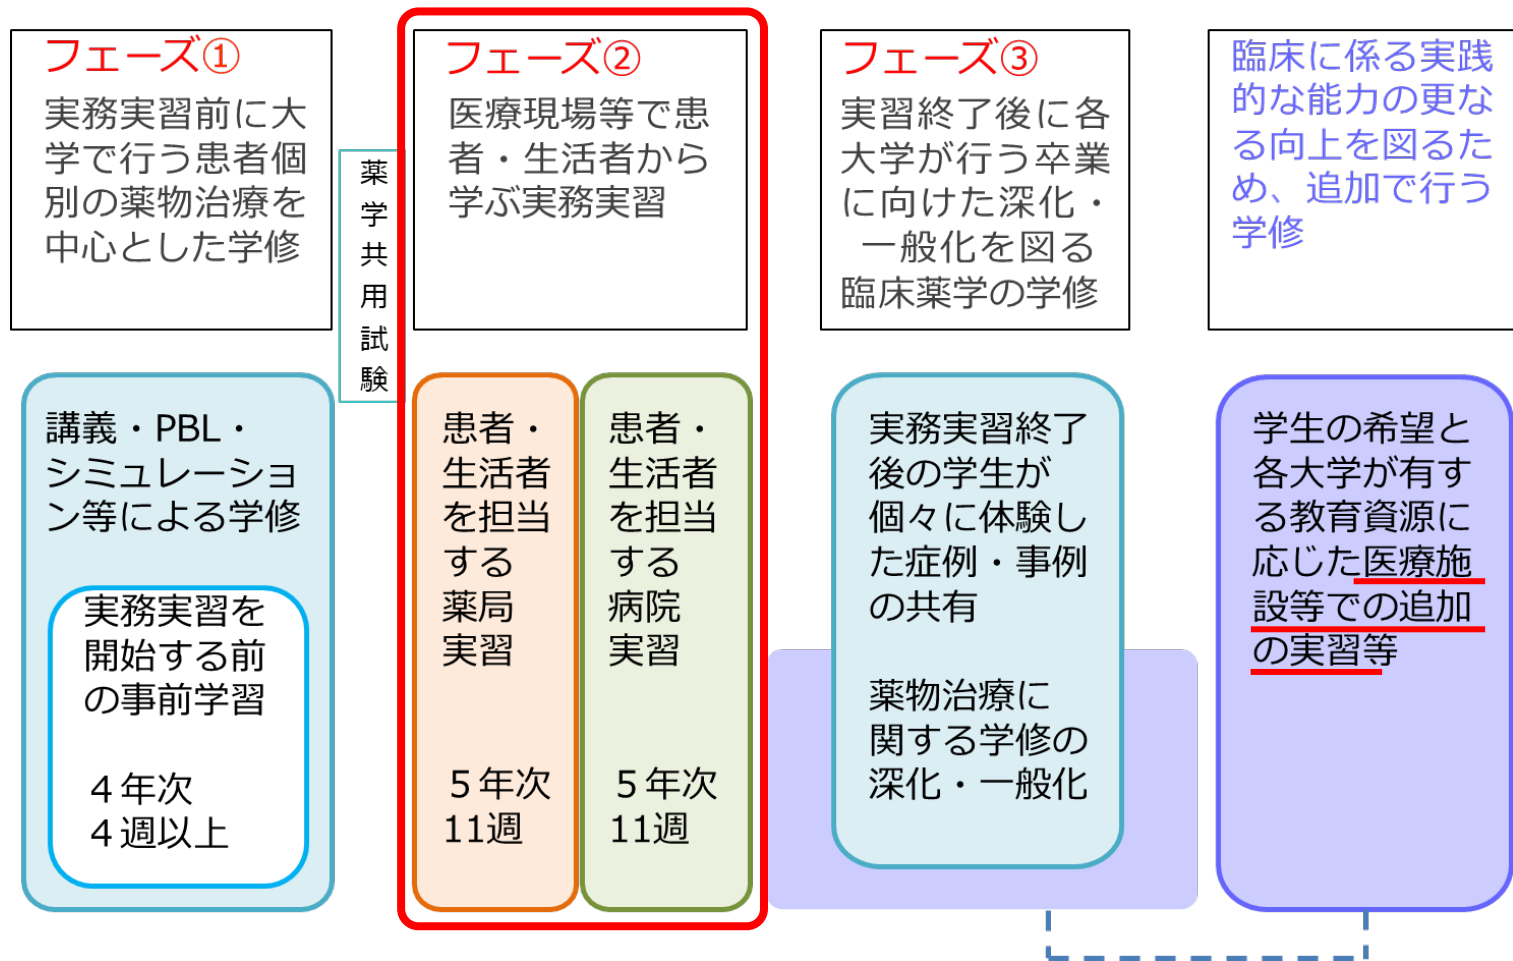 フェーズ①
実務実習前に大
学で行う患者個
別の薬物治療を
中心とした学修
薬学共用試験
フェーズ②
医療現場等で患
者・生活者から
学ぶ実務実習
フェーズ③
実習終了後に各
大学が行う卒業
に向けた深化・
一般化を図る
臨床薬学の学修
臨床に係る実践
的な能力の更な
る向上を図るた
め、追加で行う
学修
講義・PBL・
シミュレーショ
ン等による学修
実務実習を
開始する前
の事前学習
４年次
４週以上
患者・
生活者
を担当
する
薬局
実習
５年次
11週
患者・
生活者
を担当
する
病院
実習
５年次
11週
実務実習終了
後の学生が
個々に体験し
た症例・事例
の共有
薬物治療に
関する学修の
深化・一般化
学生の希望と
各大学が有す
る教育資源に
応じた医療施
設等での追加
の実習等